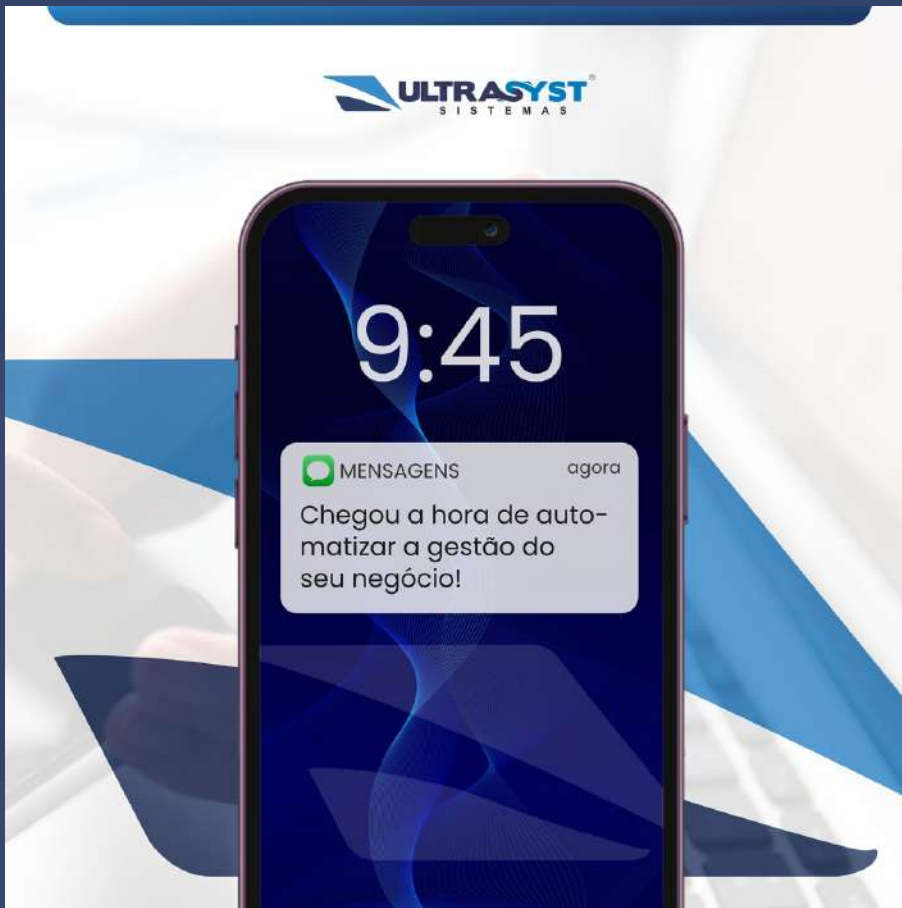 ULTRASYST®
SISTEMAS
9:45
MENSAGENS agora
Chegou a hora de auto-
matizar a gestão do
seu negócio!